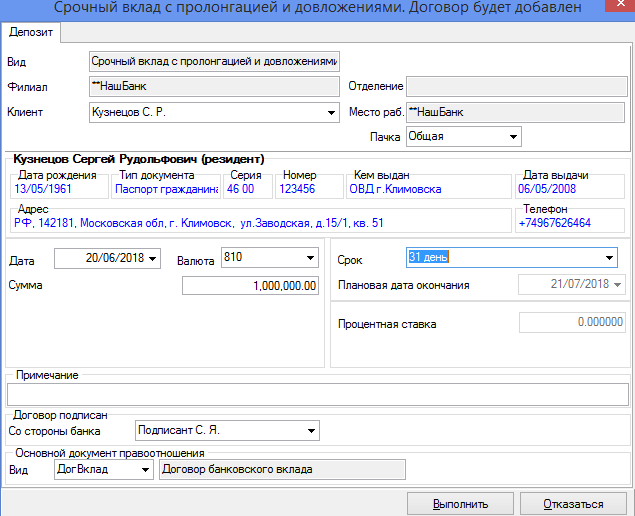 Срочный вклад с пролонгацией и довложениями. Договор будет добавлен
Депозит
Вид Срочный вклад с пролонгацией и довложениями
Филиал **НашБанк Отделение
Клиент Кузнецов С. Р. Место раб. **НашБанк
Пачка Общая
Кузнецов Сергей Рудольфович (резидент)
Дата рождения Тип документа Серия Номер Кем выдан Дата выдачи
13/05/1961 Паспорт гражданина 46 00 123456 ОВД г.Климовска 06/05/2008
Адрес Телефон
РФ, 142181, Московская обл, г. Климовск, ул.Заводская, д.15/1, кв. 51 +74967626464
Дата 20/06/2018 Валюта 810 Срок 31 день
Сумма 1,000,000.00 Плановая дата окончания 21/07/2018
Процентная ставка 0.000000
Примечание
Договор подписан
Со стороны банка Подписант С. Я.
Основной документ правоотношения
Вид ДогВклад Договор банковского вклада
Выполнить Отказаться